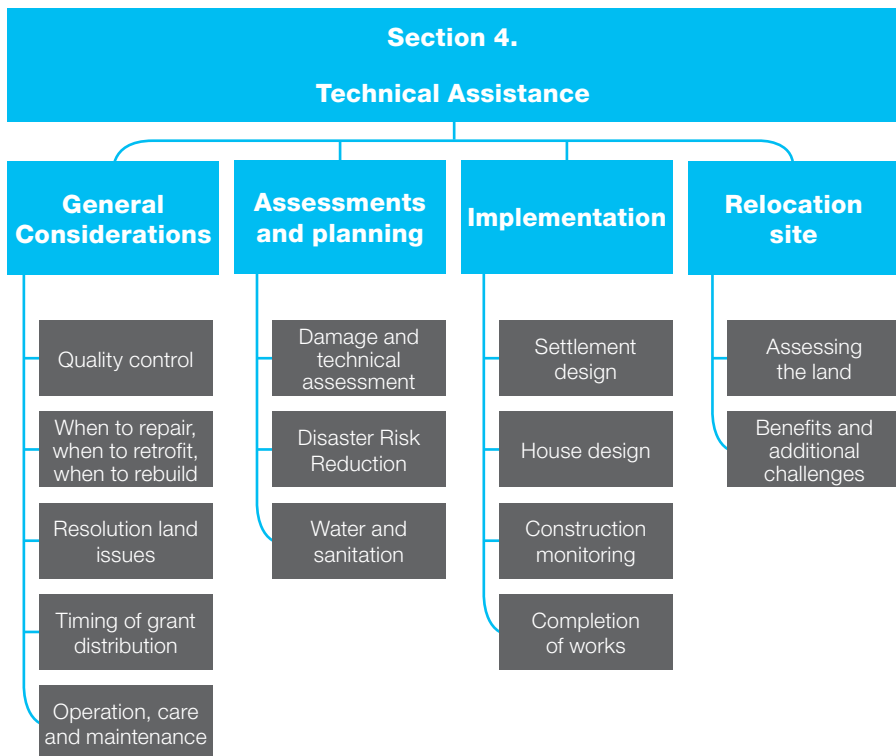 Section 4.
Technical Assistance
General
Considerations
Quality control
When to repair,
when to retrofit,
when to rebuild
Resolution land
issues
Timing of grant
distribution
Operation, care
and maintenance
Assessments
and planning
Damage and
technical
assessment
Disaster Risk
Reduction
Water and
sanitation
Implementation
Settlement
design
House design
Construction
monitoring
Completion
of works
Relocation
site
Assessing
the land
Benefits and
additional
challenges